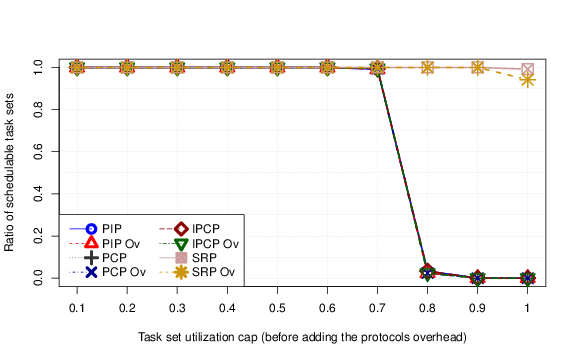 Ratio of schedulable task sets
1.0
0.8
0.6
0.4
0.2
0.0
PIP
PIP Ov
PCP
PCP Ov
IPCP
IPCP Ov
SRP
SRP Ov
0.1 0.2 0.3 0.4 0.5 0.6 0.7 0.8 0.9 1
Task set utilization cap (before adding the protocols overhead)